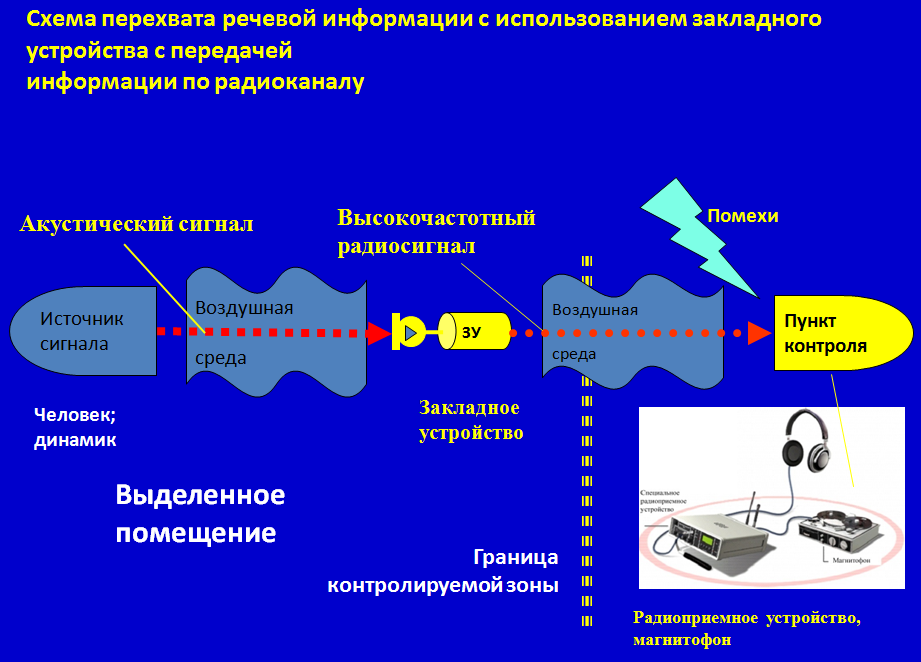 Схема перехвата речевой информации с использованием закладного
устройства с передачей
информации по радиоканалу
Акустический сигнал
Высокочастотный
радиосигнал
Помехи
Источник
сигнала
Воздушная
среда
ЗУ
Воздушная
среда
Пункт
контроля
Человек;
динамик
Закладное
устройство
Выделенное
помещение
Граница
контролируемой зоны
Специальное
радиоприемное
устройство
Магнитофон
Радиоприемное устройство,
магнитофон